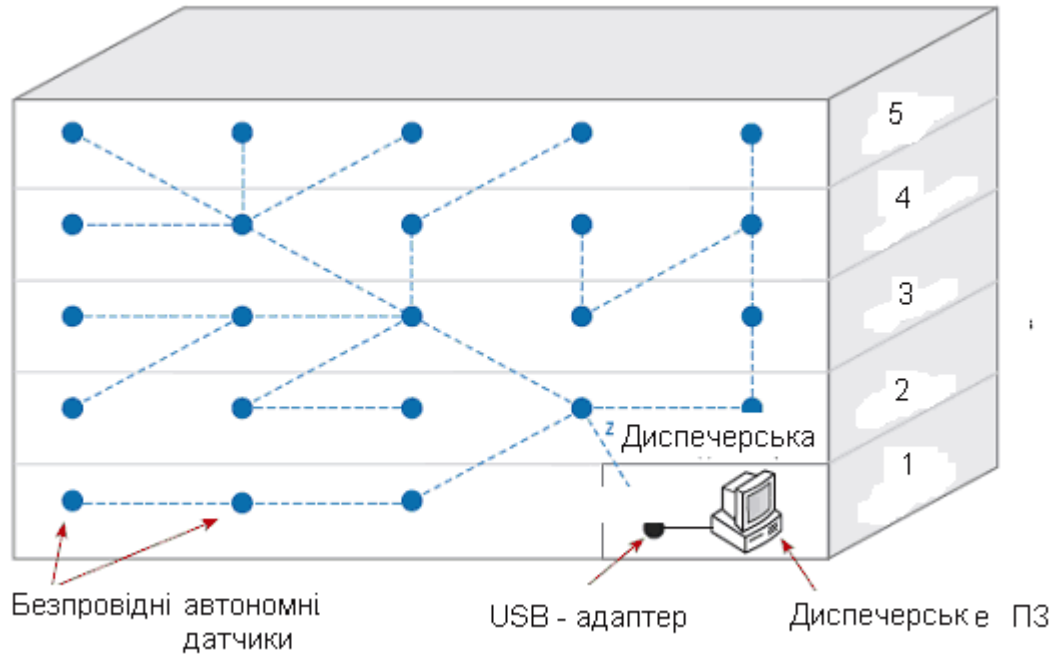 5
4
3
2
1
z
Диспечерська
Безпровідні автономні
датчики
USB - адаптер
Диспечерськ е ПЗ